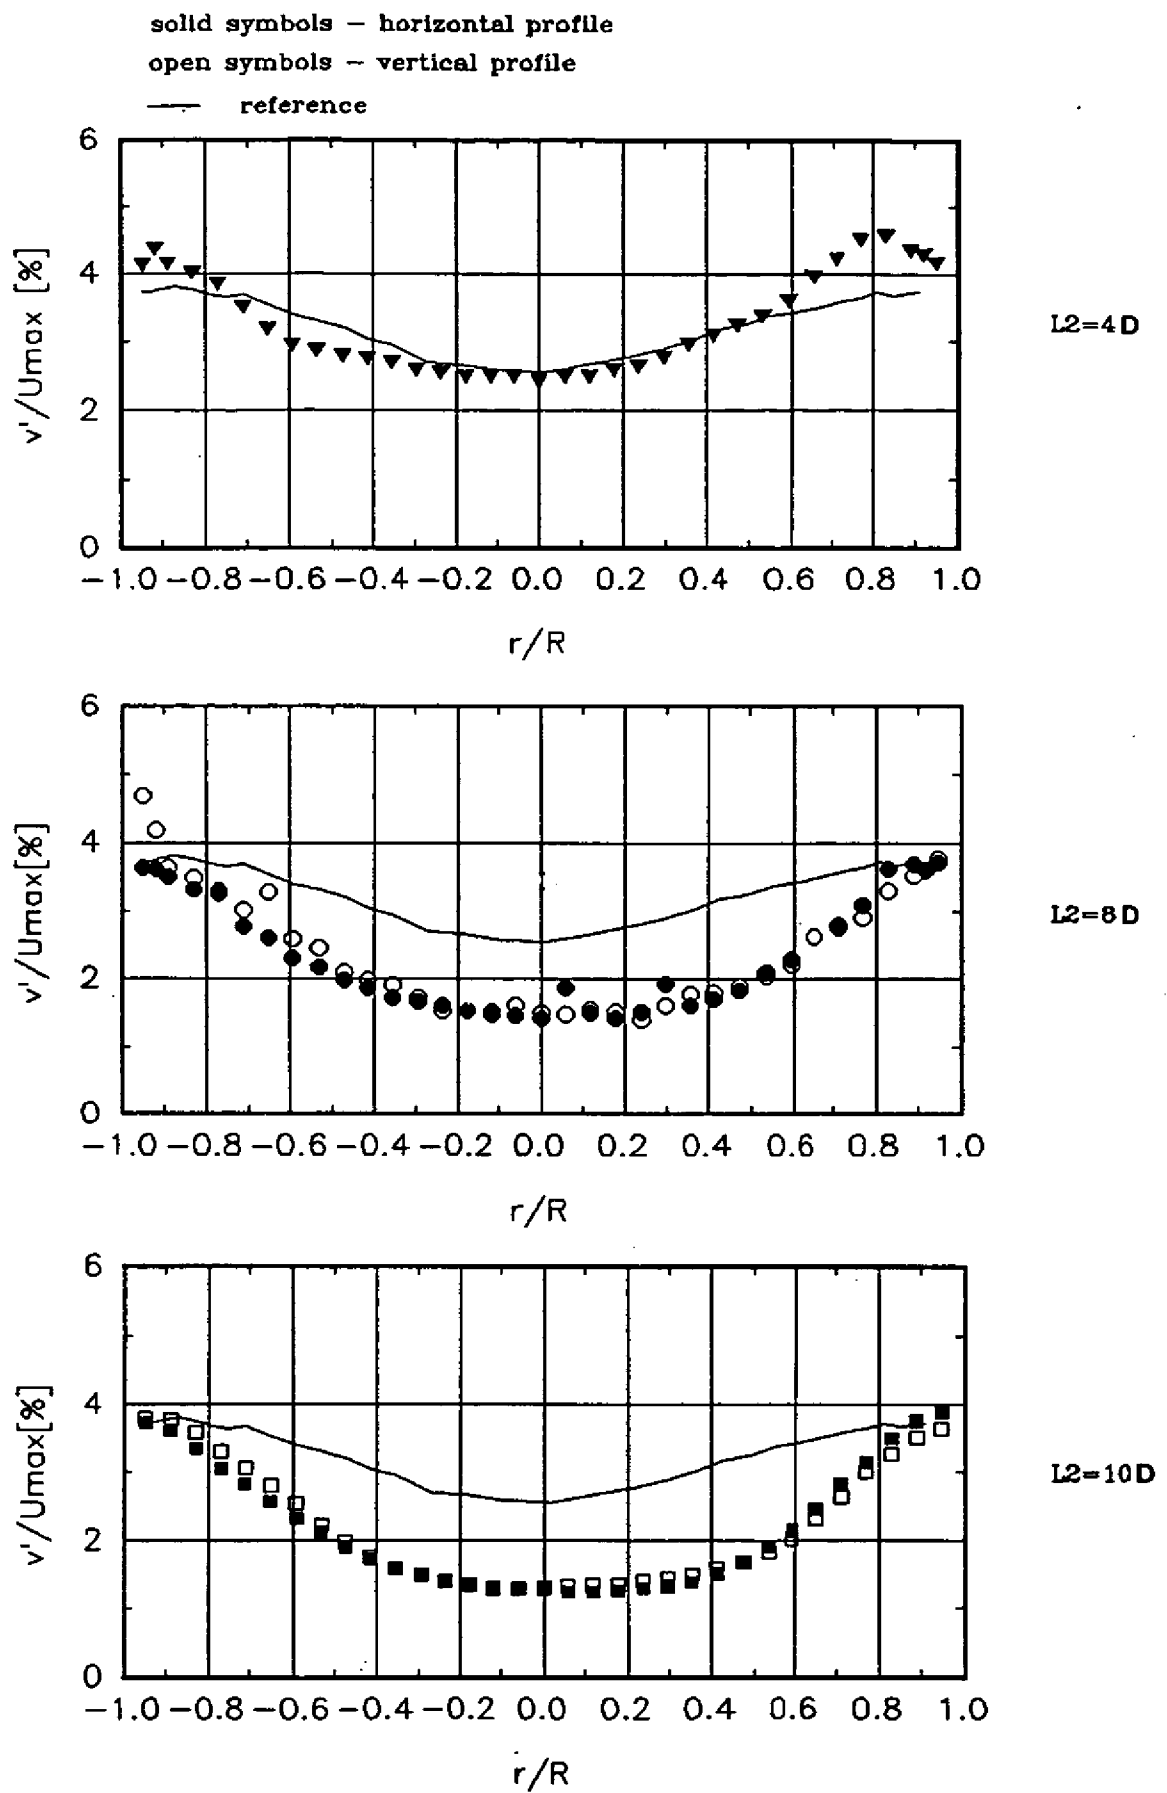 solid symbols – horizontal profile
open symbols – vertical profile
— reference
6
4
2
0
v'/Umax [%]
L2=4D
-1.0 -0.8 -0.6 -0.4 -0.2 0.0 0.2 0.4 0.6 0.8 1.0
r/R
6
4
2
0
v'/Umax[%]
L2=8D
-1.0 -0.8 -0.6 -0.4 -0.2 0.0 0.2 0.4 0.6 0.8 1.0
r/R
6
4
2
0
v'/Umax[%]
L2=10D
-1.0 -0.8 -0.6 -0.4 -0.2 0.0 0.2 0.4 0.6 0.8 1.0
r/R